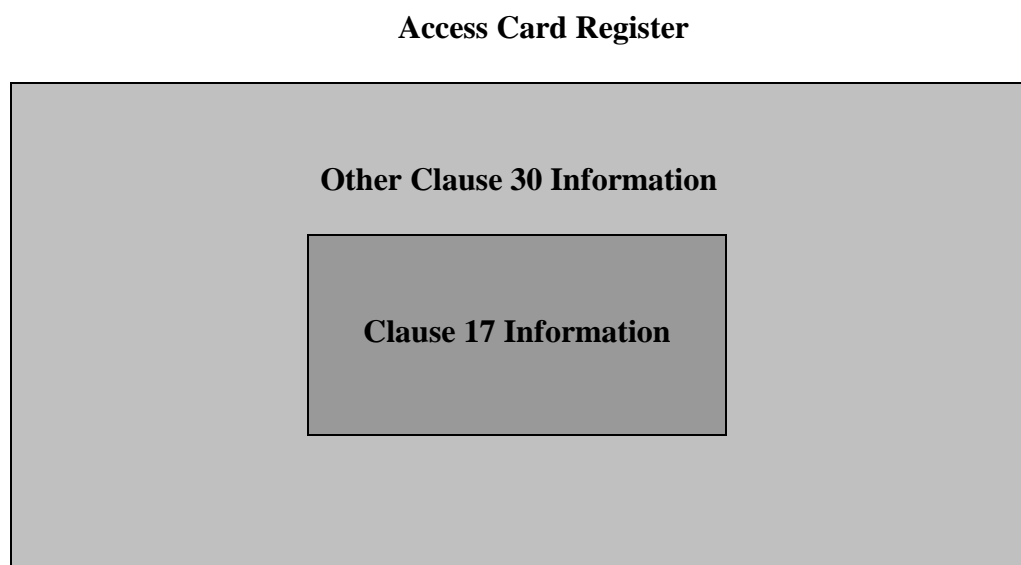 Access Card Register
Other Clause 30 Information
Clause 17 Information